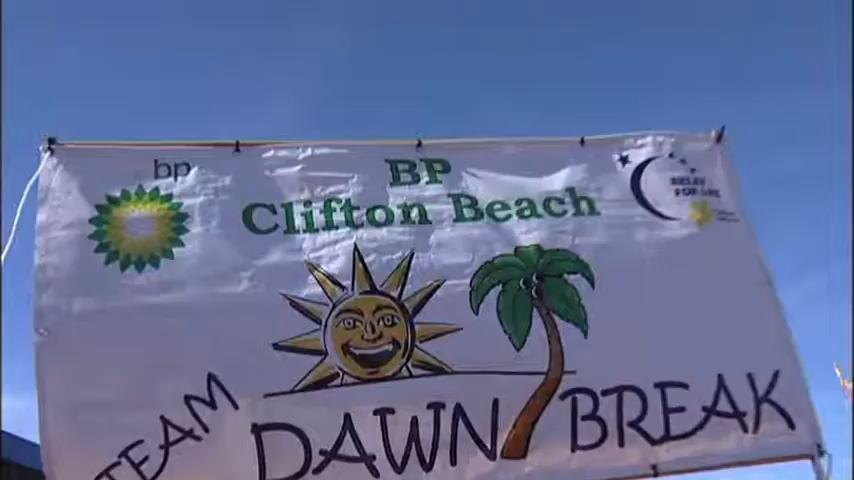 bp
BP
Clifton Beach
RELAY
FOR LIFE
TEAM
DAWN BREAK